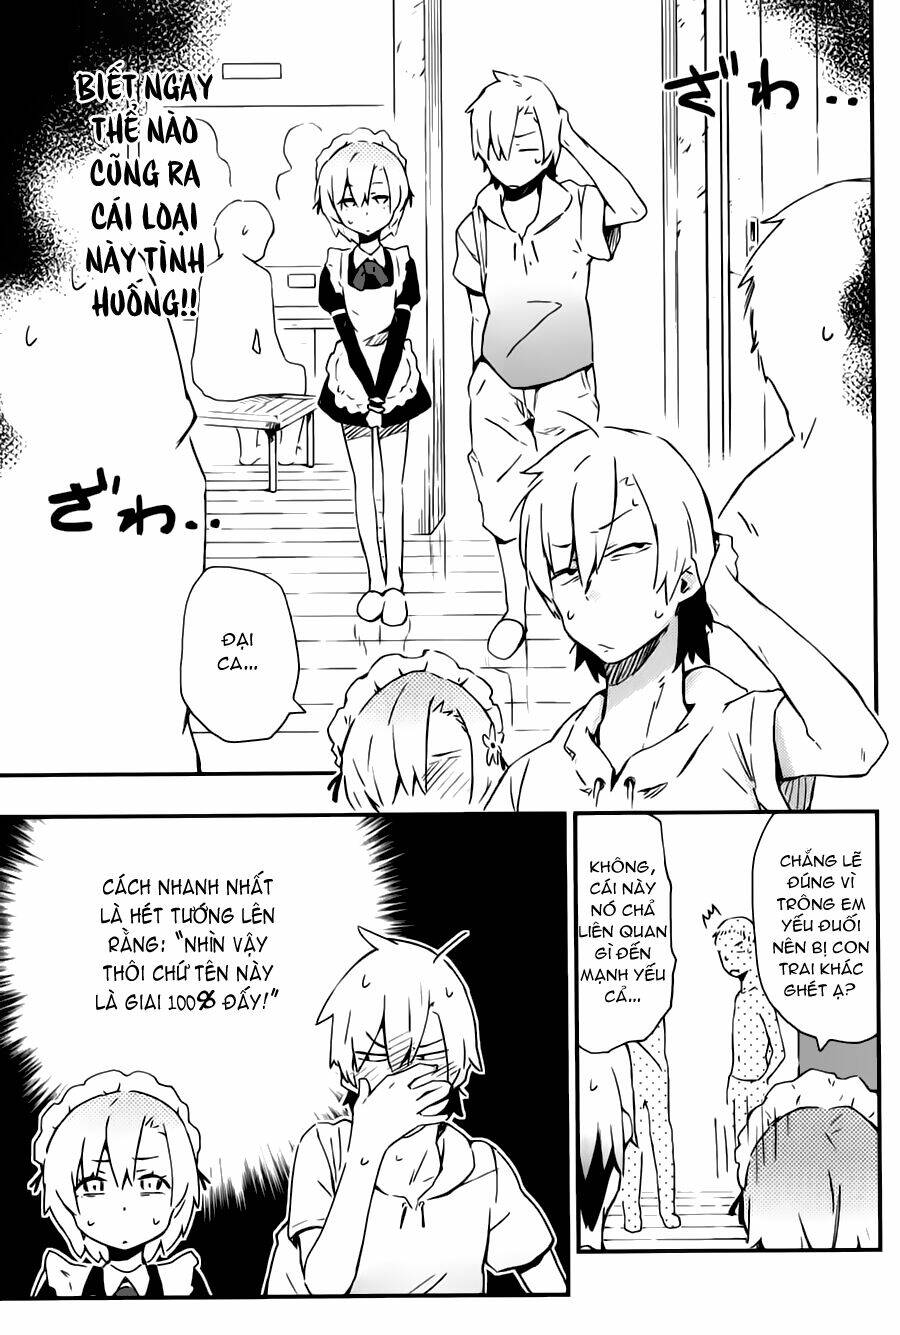 ざわ..
BIẾT NGAY
THỂ NÀO
CŨNG RA
CÁI LOẠI
NÀY TÌNH
HUỐNG!!
ざわ..
ĐẠI
CA...
CHẮNG LẼ
ĐÚNG VÌ
TRÔNG EM
YẾU ĐUỐI
NÊN BỊ CON
TRAI KHÁC
GHÉT Ạ?
KHÔNG,
CÁI NÀY
NÓ CHẢ
LIÊN QUAN
GÌ ĐẾN
MẠNH YẾU
CẢ...
CÁCH NHANH NHẤT
LÀ HÉT TƯỚNG LÊN
RẰNG: "NHÌN VẬY
THÔI CHỨ TÊN NÀY
LÀ GIAI 100% ĐẤY!"